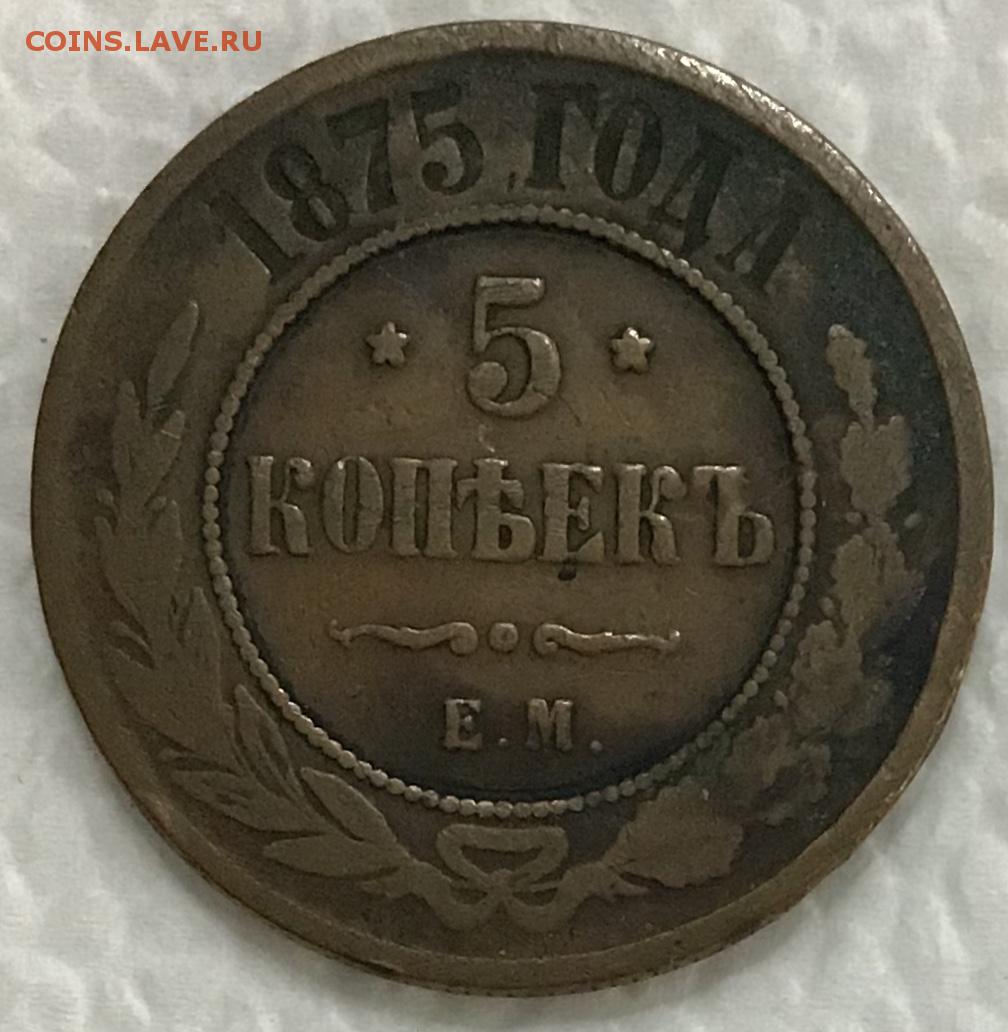 COINS.LAVE.RU
1875 ГОДА
* 5 *
КОПѢЕКЪ
Е.М.